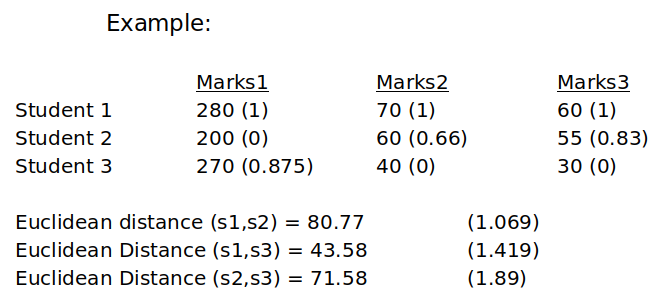 Example:
Marks1 Marks2 Marks3
Student 1 280 (1) 70 (1) 60 (1)
Student 2 200 (0) 60 (0.66) 55 (0.83)
Student 3 270 (0.875) 40 (0) 30 (0)
Euclidean distance (s1,s2) = 80.77 (1.069)
Euclidean Distance (s1,s3) = 43.58 (1.419)
Euclidean Distance (s2,s3) = 71.58 (1.89)